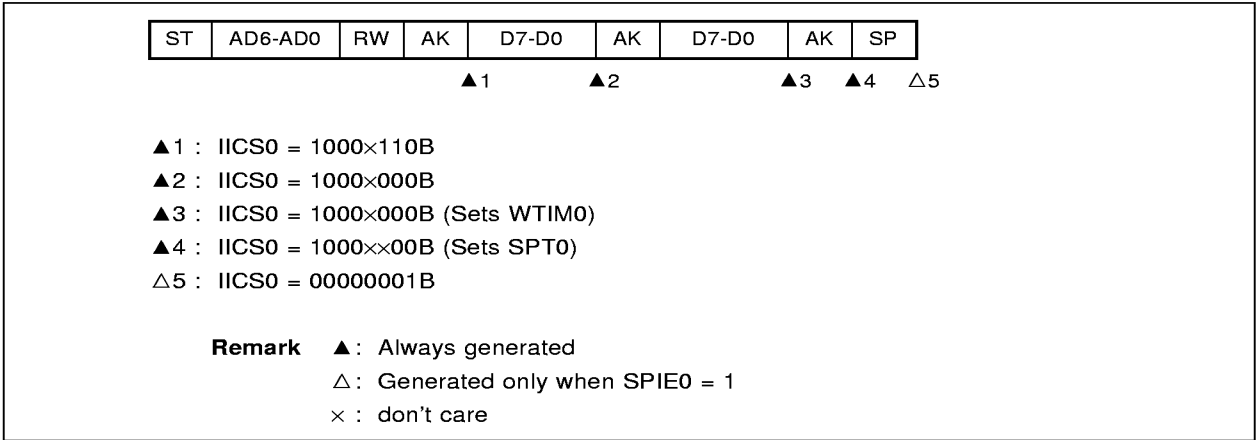 ST AD6-AD0 RW AK D7-D0 AK D7-D0 AK SP
▲1 ▲2 ▲3 ▲4 △5
▲1 : IICS0 = 1000×110B
▲2 : IICS0 = 1000×000B
▲3 : IICS0 = 1000×000B (Sets WTIM0)
▲4 : IICS0 = 1000××00B (Sets SPT0)
△5 : IICS0 = 00000001B
Remark ▲ : Always generated
△ : Generated only when SPIE0 = 1
× : don't care